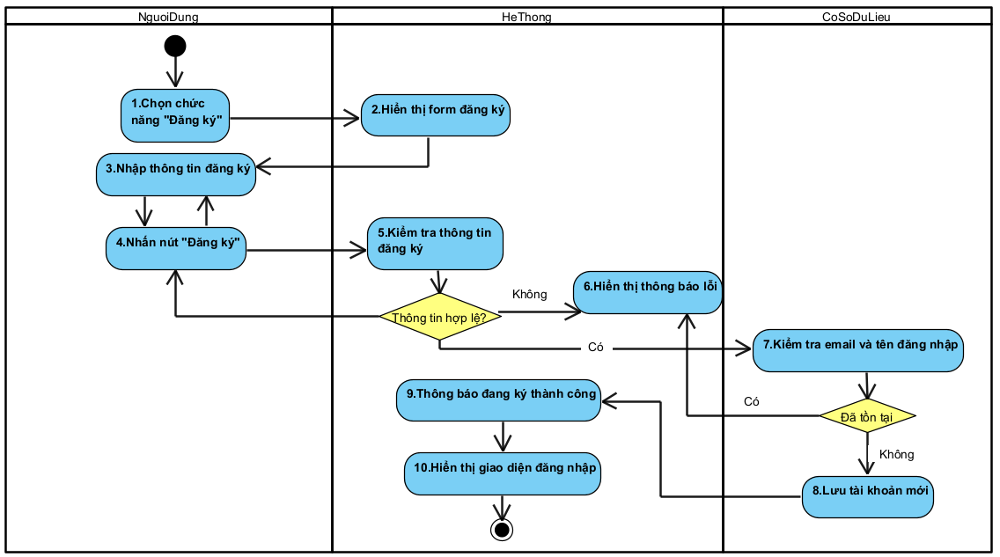 NguoiDung
HeThong
CoSoDuLieu
1.Chọn chức
năng "Đăng ký"
2.Hiển thị form đăng ký
3.Nhập thông tin đăng ký
4.Nhấn nút "Đăng ký"
5.Kiểm tra thông tin
đăng ký
6.Hiển thị thông báo lỗi
Không
Thông tin hợp lệ?
Có
7.Kiểm tra email và tên đăng nhập
9.Thông báo đang ký thành công
Có
Đã tồn tại
Không
10.Hiển thị giao diện đăng nhập
8.Lưu tài khoản mới